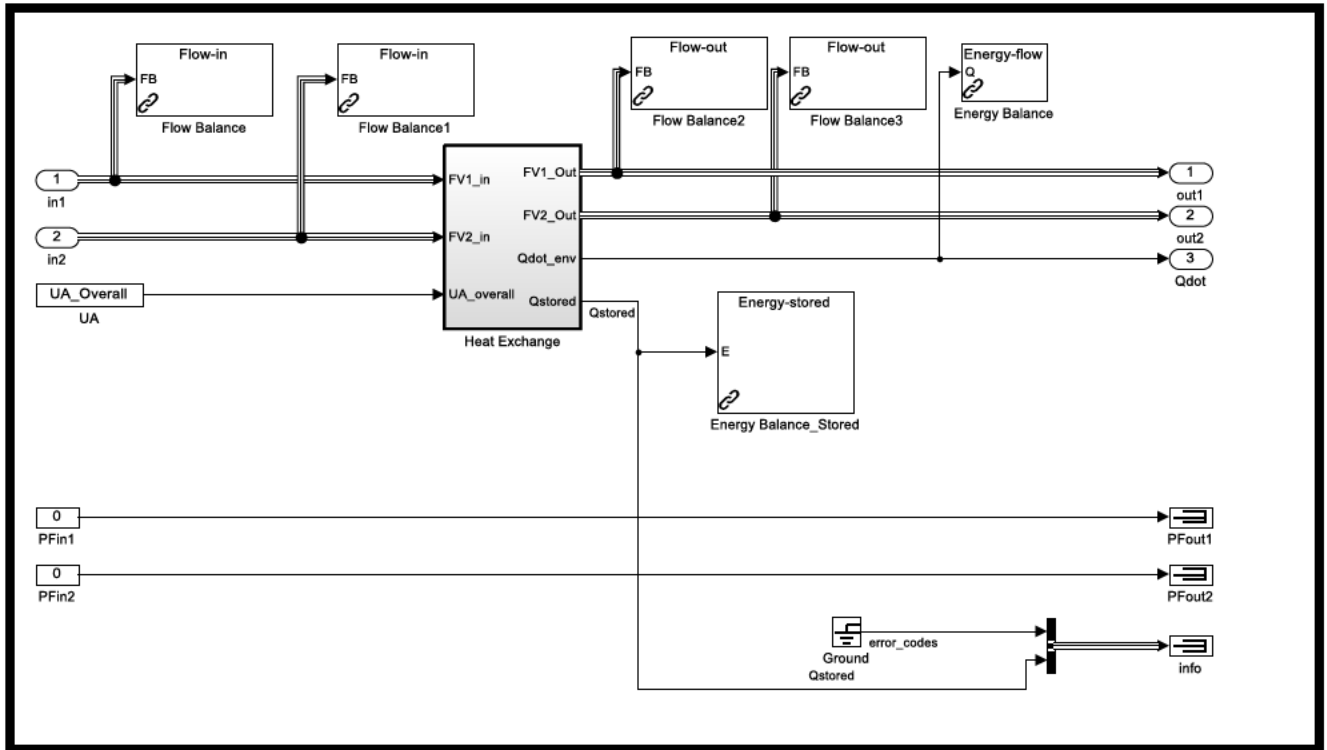 Flow-in
FB
Flow Balance
Flow-in
FB
Flow Balance1
Flow-out
FB
Flow Balance2
Flow-out
FB
Flow Balance3
Energy-flow
Q
Energy Balance
1
in1
2
in2
UA_Overall
UA
FV1_in
FV2_in
UA_overall
FV1_Out
FV2_Out
Qdot_env
Qstored
Heat Exchange
Qstored
1
out1
2
out2
3
Qdot
Energy-stored
E
Energy Balance_Stored
0
PFin1
PFout1
0
PFin2
PFout2
Ground
error_codes
Qstored
info